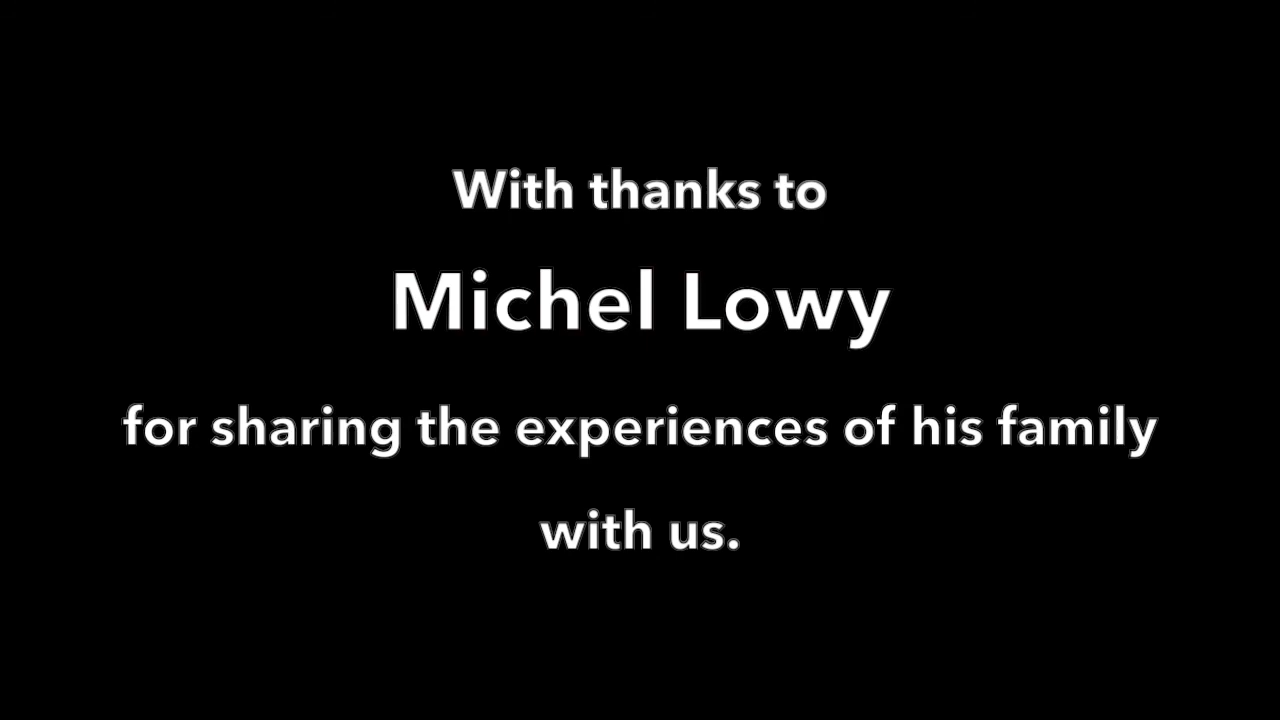 With thanks to
Michel Lowy
for sharing the experiences of his family
with us.